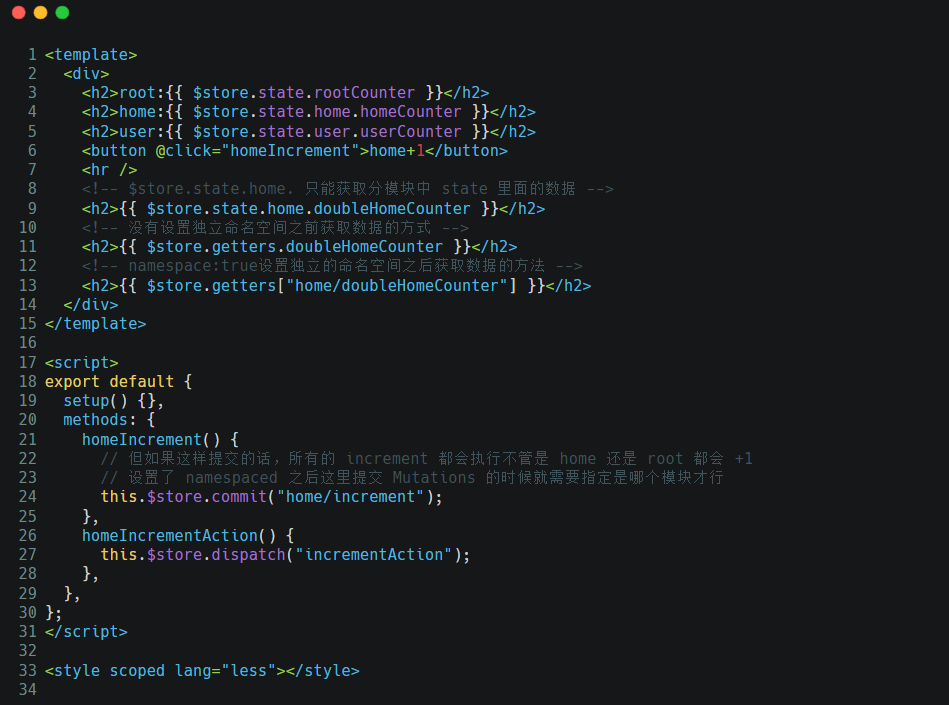 1 <template>
2   <div>
3     <h2>root:{{ $store.state.rootCounter }}</h2>
4     <h2>home:{{ $store.state.home.homeCounter }}</h2>
5     <h2>user:{{ $store.state.user.userCounter }}</h2>
6     <button @click="homeIncrement">home+1</button>
7     <hr />
8     <!-- $store.state.home. 只能获取分模块中 state 里面的数据 -->
9     <h2>{{ $store.state.home.doubleHomeCounter }}</h2>
10     <!-- 没有设置独立命名空间之前获取数据的方式 -->
11     <h2>{{ $store.getters.doubleHomeCounter }}</h2>
12     <!-- namespace:true设置独立的命名空间之后获取数据的方法 -->
13     <h2>{{ $store.getters["home/doubleHomeCounter"] }}</h2>
14   </div>
15 </template>
16
17 <script>
18 export default {
19   setup() {},
20   methods: {
21     homeIncrement() {
22       // 但如果这样提交的话，所有的 increment 都会执行不管是 home 还是 root 都会 +1
23       // 设置了 namespaced 之后这里提交 Mutations 的时候就需要指定是哪个模块才行
24       this.$store.commit("home/increment");
25     },
26     homeIncrementAction() {
27       this.$store.dispatch("incrementAction");
28     },
29   },
30 };
31 </script>
32
33 <style scoped lang="less"></style>
34